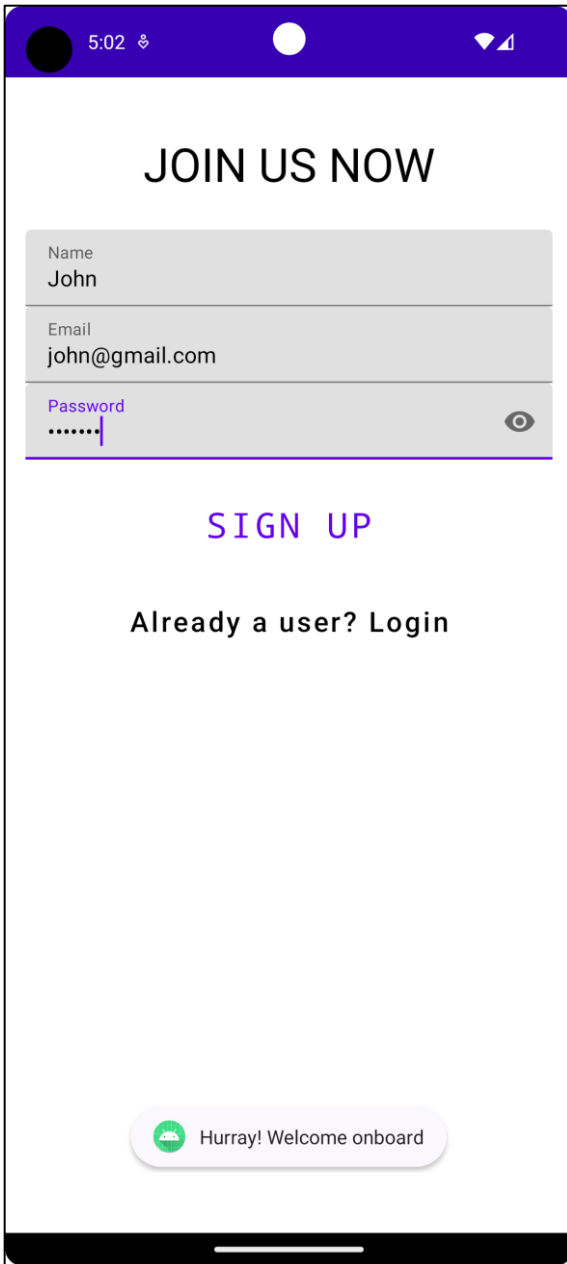 5:02
JOIN US NOW
Name
John
Email
john@gmail.com
Password
•••••••
SIGN UP
Already a user? Login
Hurray! Welcome onboard